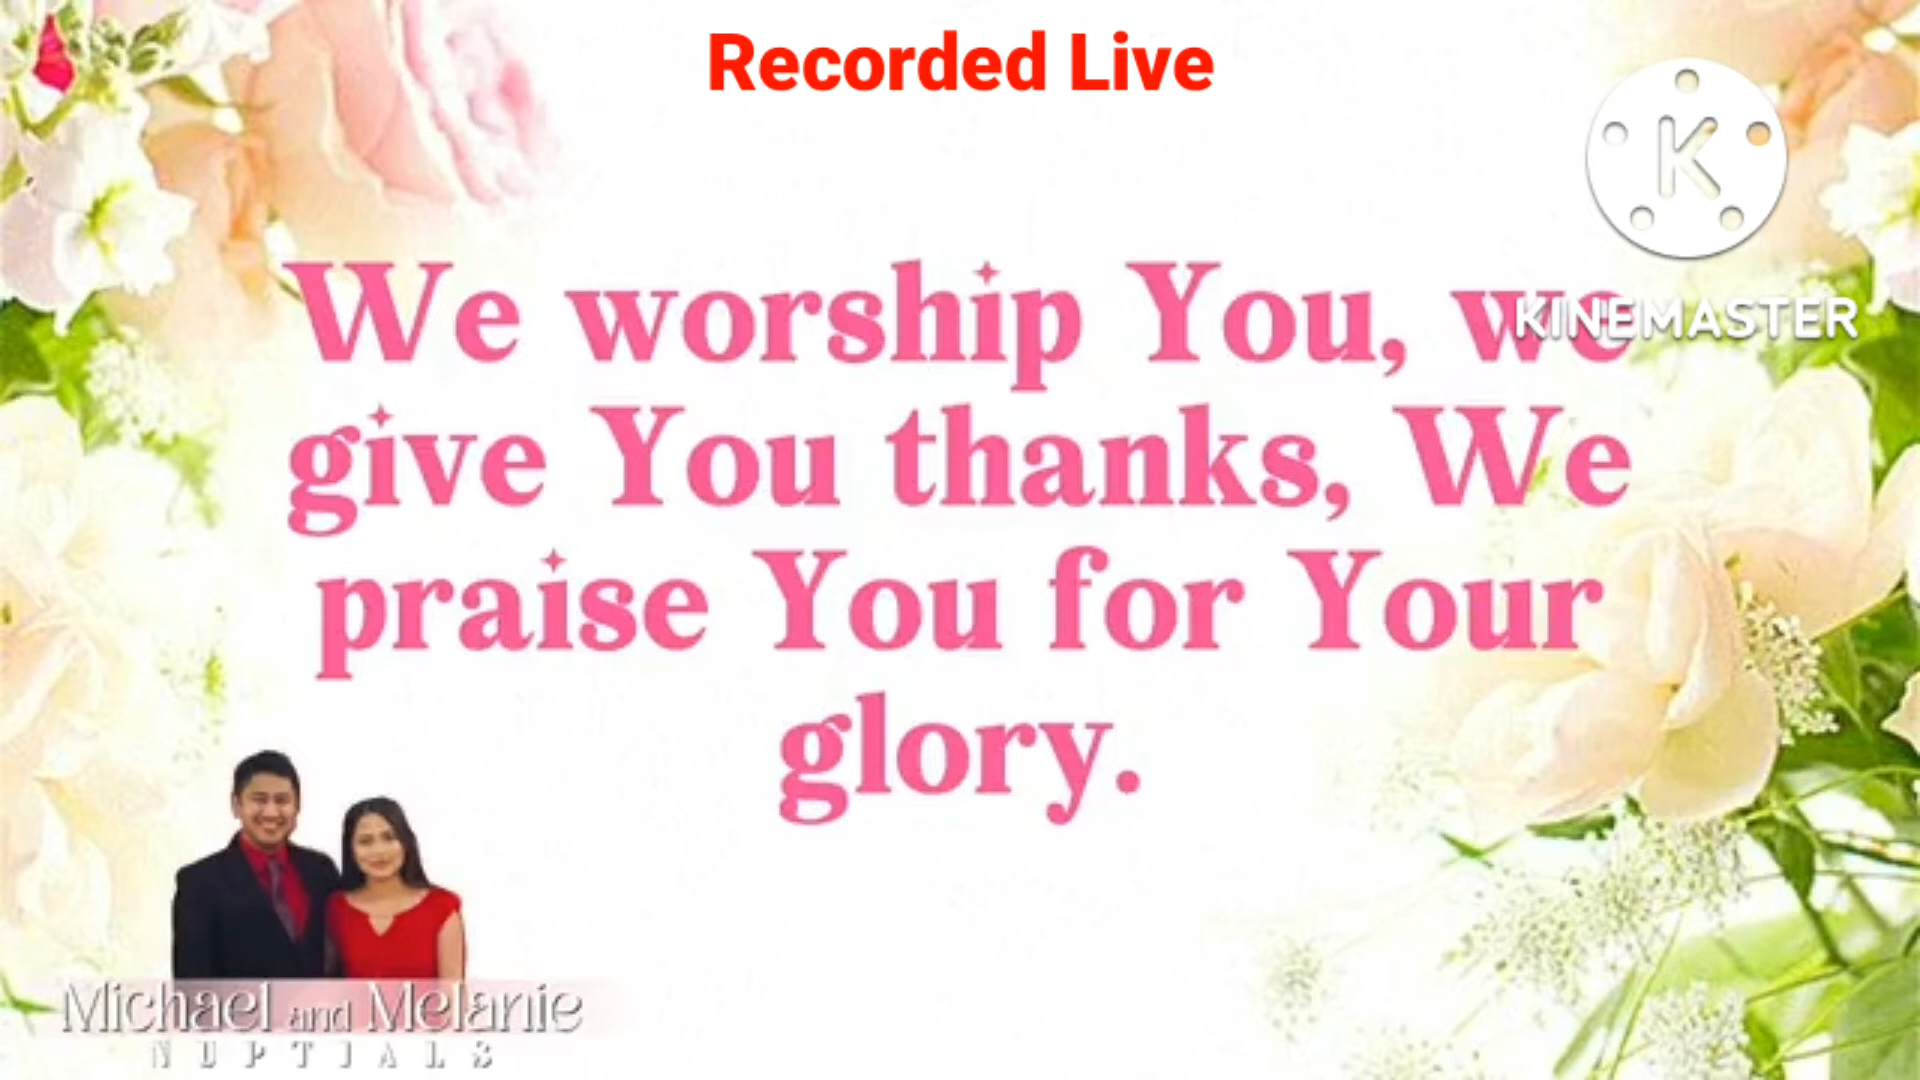 Recorded Live
K
KINEMASTER
We worship You, we
give You thanks, We
praise You for Your
glory.
Michael and Melanie
NUPTIALS